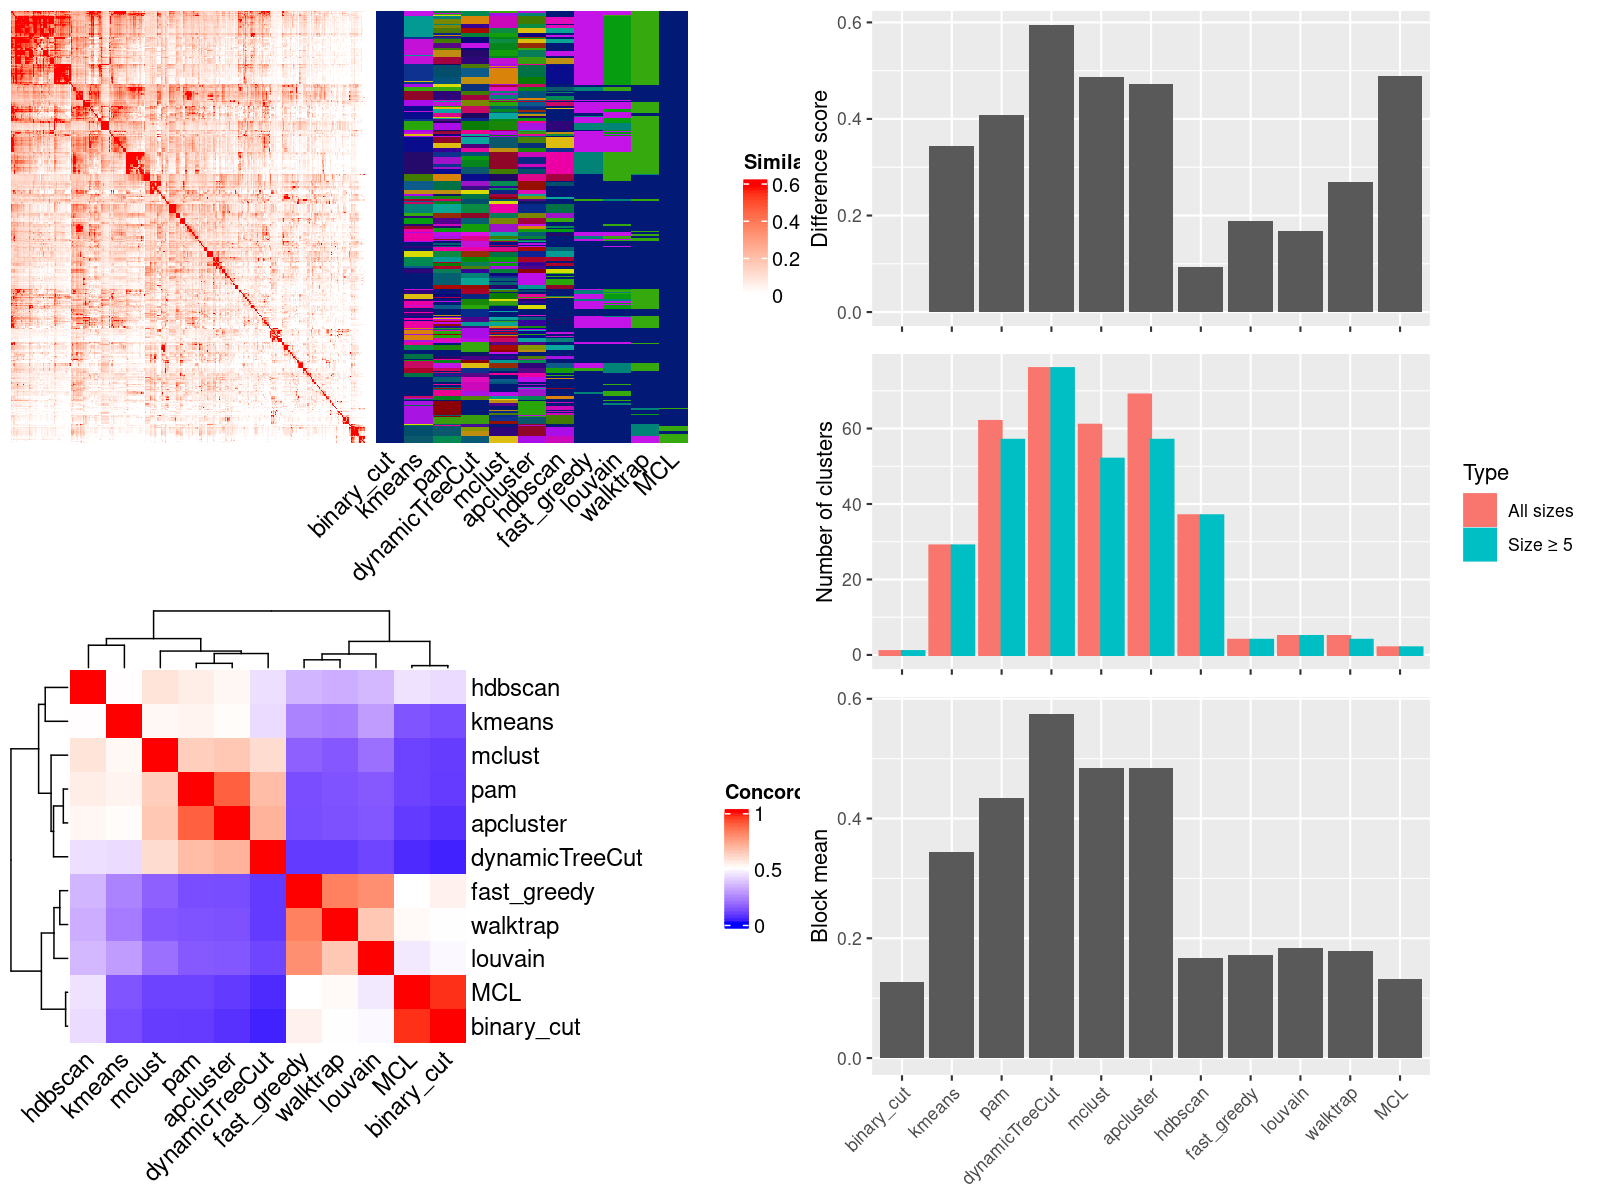 Simila
0.6
0.4
0.2
0
binary_cut
kmeans
pam
dynamicTreeCut
mclust
apcluster
hdbscan
fast_greedy
louvain
walktrap
MCL
Difference score
0.6
0.4
0.2
0.0
Number of clusters
60
40
20
0
Type
All sizes
Size ≥ 5
Block mean
0.6
0.4
0.2
0.0
binary_cut
kmeans
pam
dynamicTreeCut
mclust
apcluster
hdbscan
fast_greedy
louvain
walktrap
MCL
hdbscan
kmeans
mclust
pam
apcluster
dynamicTreeCut
fast_greedy
walktrap
louvain
MCL
binary_cut
hdbscan
kmeans
mclust
pam
apcluster
dynamicTreeCut
fast_greedy
walktrap
louvain
MCL
binary_cut
Concord
1
0.5
0